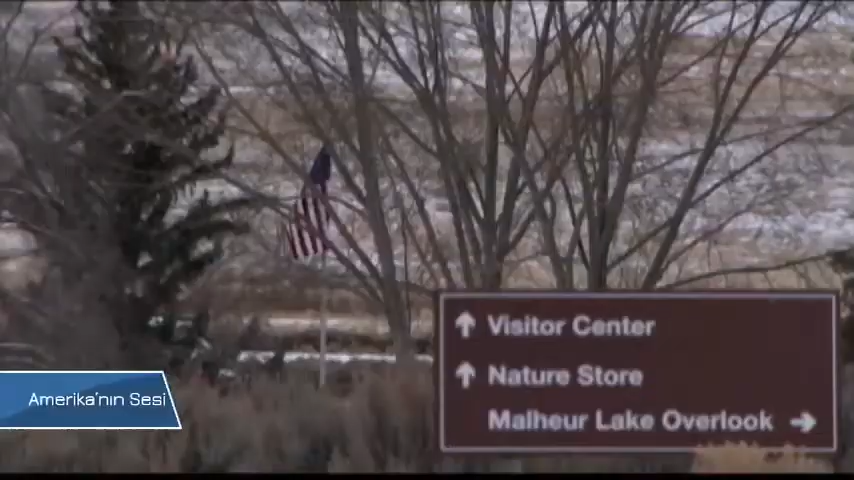 Visitor Center
Nature Store
Malheur Lake Overlook
Amerika'nın Sesi